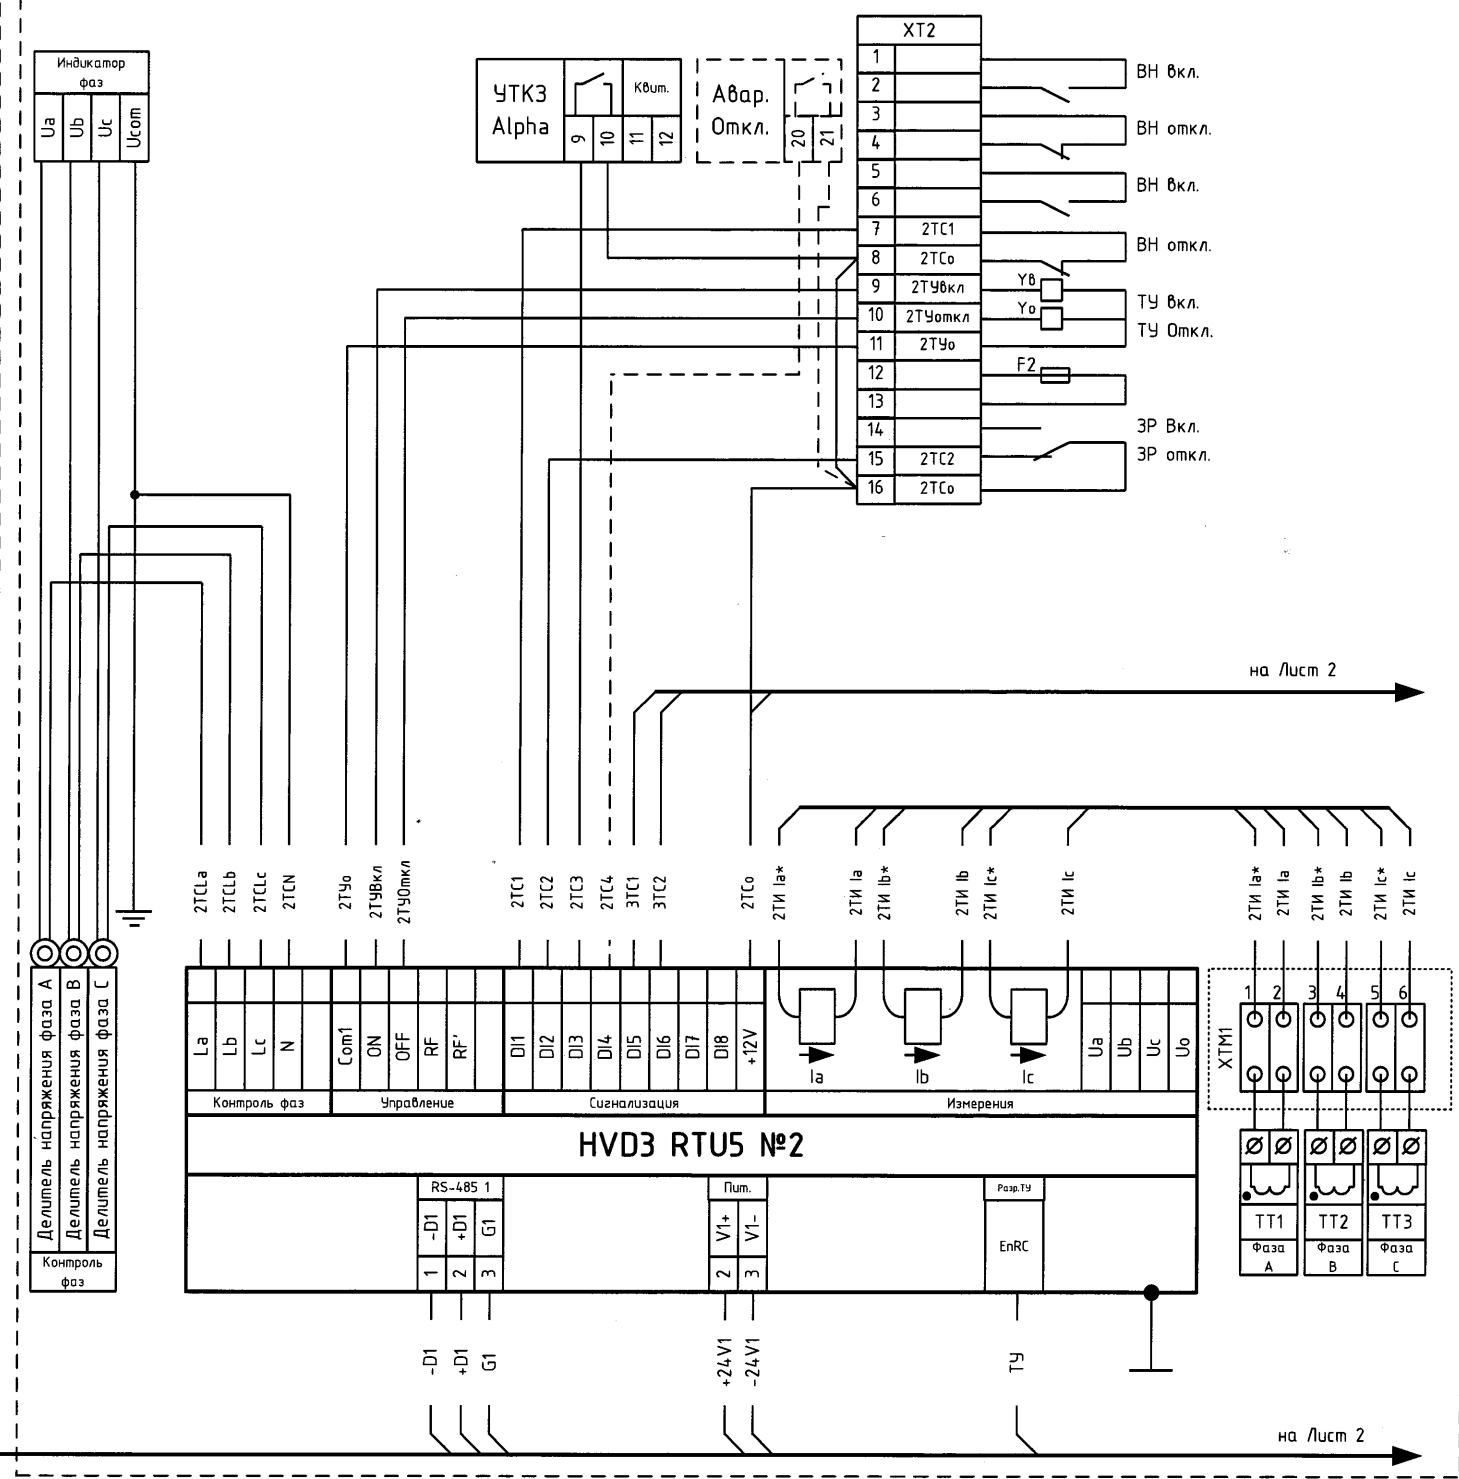 XT2
1
2
3
4
5
6
7 2ТС1
8 2ТСо
9 2ТУвкл
10 2ТУоткл
11 2ТУо
12
13
14
15 2ТС2
16 2ТСо
ВН вкл.
ВН откл.
ВН вкл.
ВН откл.
Yв
ТУ вкл.
Yо
ТУ Откл.
F2
ЗР Вкл.
ЗР откл.
Индикатор
фаз
Ua
Ub
Uc
Ucom
УТКЗ
Alpha
Квит.
9
10
11
12
Авар.
Откл.
20
21
на Лист 2
2TCLa
2TCLb
2TCLc
2TCN
2ТУо
2ТУВкл
2ТУОткл
2ТС1
2ТС2
2ТС3
2ТС4
3ТС1
3ТС2
2ТСо
2ТИ Ia*
2ТИ Ia
2ТИ Ib*
2ТИ Ib
2ТИ Ic*
2ТИ Ic
2ТИ Ia*
2ТИ Ia
2ТИ Ib*
2ТИ Ib
2ТИ Ic*
2ТИ Ic
Делитель напряжения фаза A
Делитель напряжения фаза B
Делитель напряжения фаза C
Контроль
фаз
La
Lb
Lc
N
Com1
ON
OFF
RF
RF'
DI1
DI2
DI3
DI4
DI5
DI6
DI7
DI8
+12V
Ia
Ib
Ic
Ua
Ub
Uc
Uo
Контроль фаз
Управление
Сигнализация
Измерения
HVD3 RTU5 №2
RS-485 1
-D1
+D1
G1
1
2
3
Пит.
V1+
V1-
2
3
Разр.ТУ
EnRC
-D1
+D1
G1
+24V1
-24V1
ТУ
XTM1
1
2
3
4
5
6
TT1
TT2
TT3
Фаза
A
Фаза
B
Фаза
C
на Лист 2